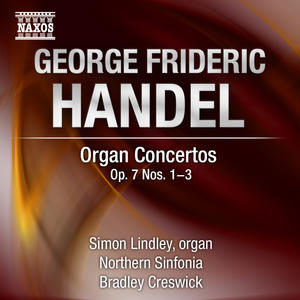 NAXOS
GEORGE FRIDERIC
HANDEL
Organ Concertos
Op. 7 Nos. 1–3
Simon Lindley, organ
Northern Sinfonia
Bradley Creswick